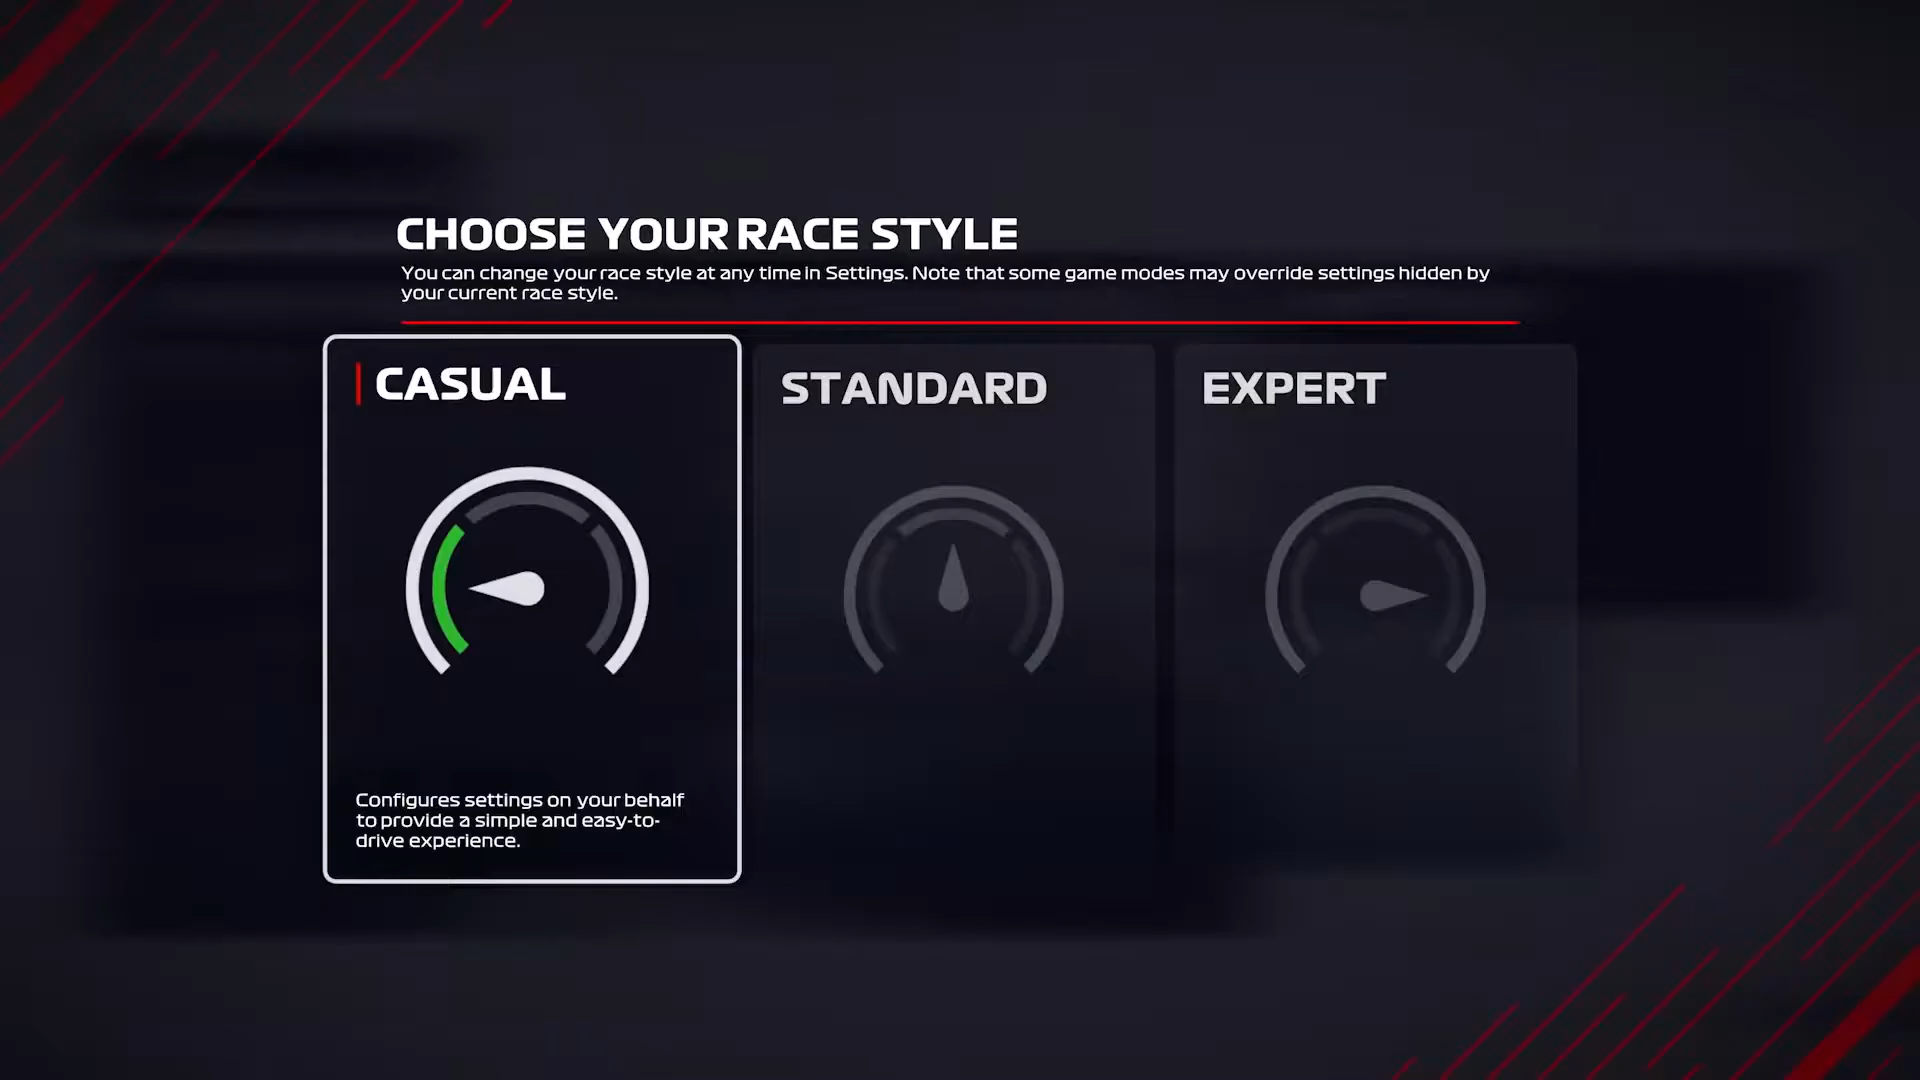 CHOOSE YOUR RACE STYLE
You can change your race style at any time in Settings. Note that some game modes may override settings hidden by
your current race style.
CASUAL
Configures settings on your behalf
to provide a simple and easy-to-
drive experience.
STANDARD
EXPERT